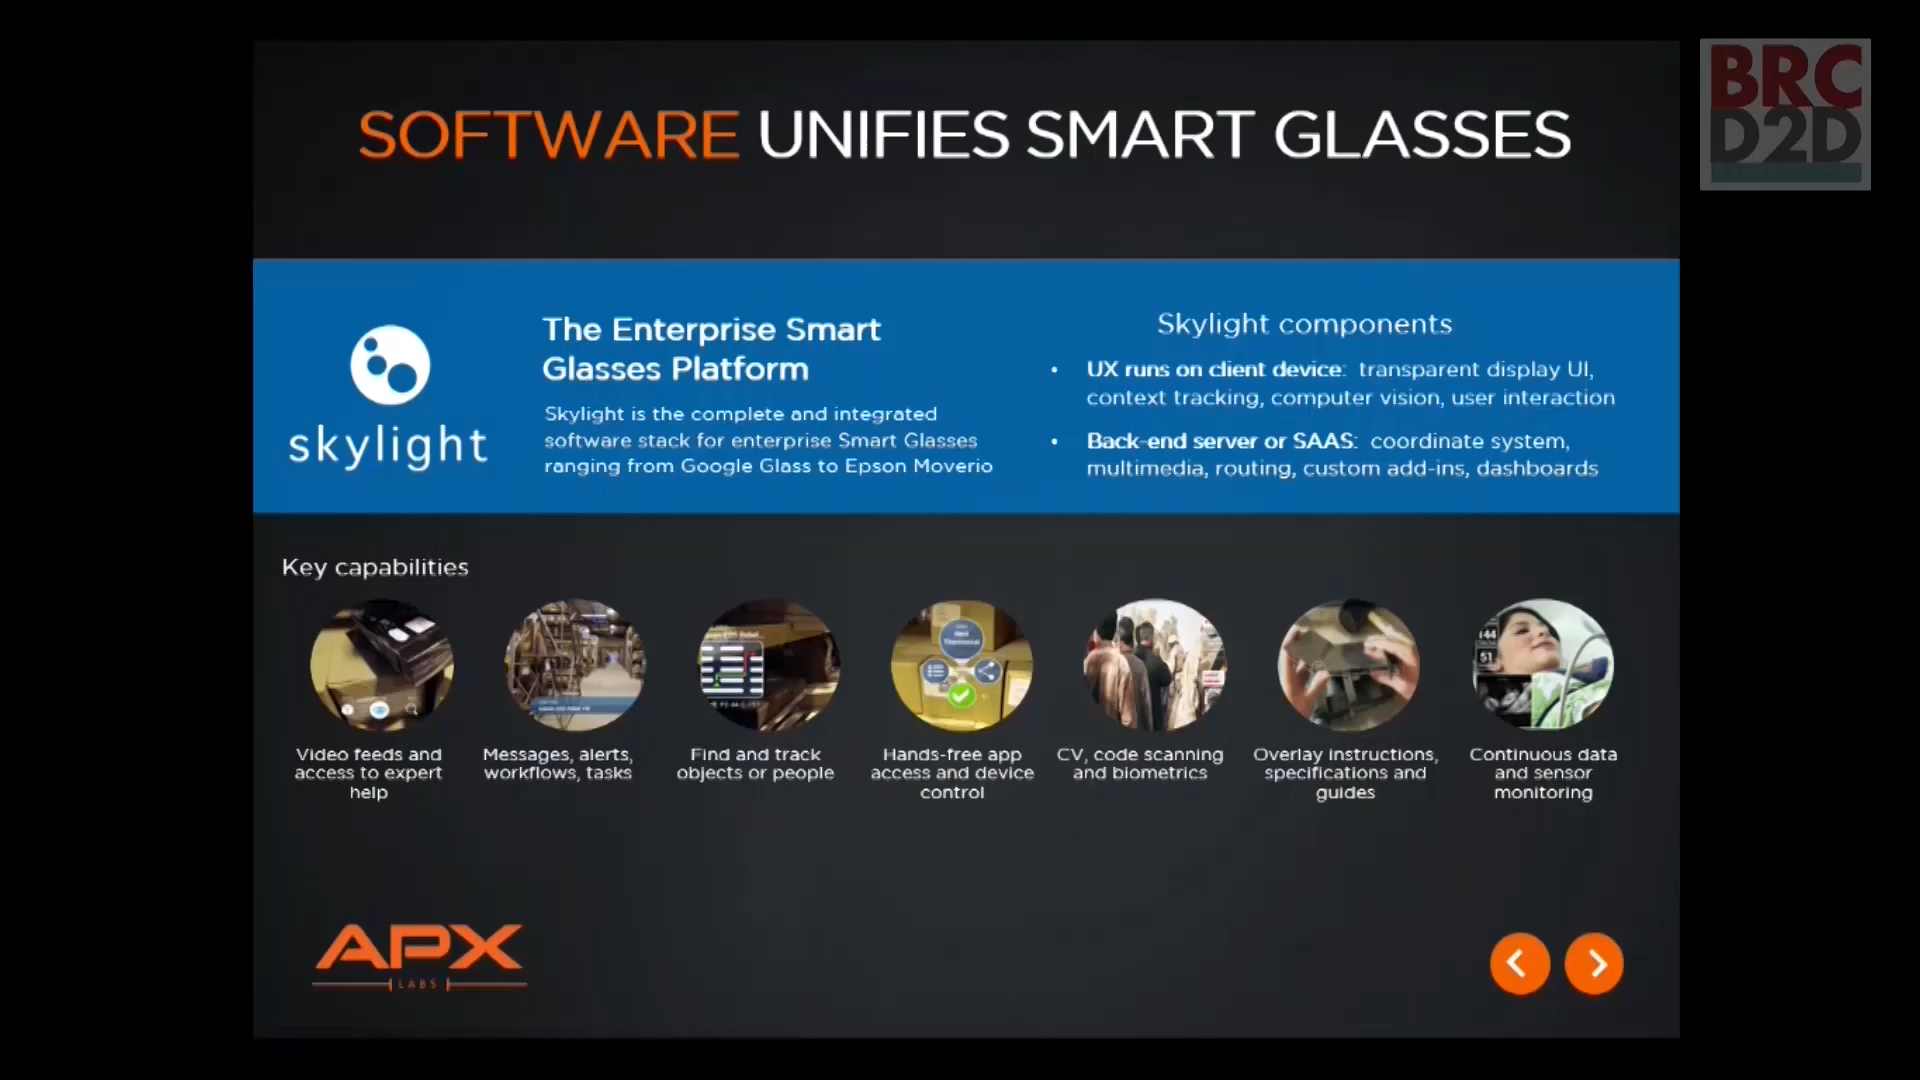 BRC
D2D
SOFTWARE UNIFIES SMART GLASSES
skylight
The Enterprise Smart
Glasses Platform
Skylight is the complete and integrated
software stack for enterprise Smart Glasses
ranging from Google Glass to Epson Moverio
Skylight components
• UX runs on client device: transparent display UI,
context tracking, computer vision, user interaction
• Back-end server or SAAS: coordinate system,
multimedia, routing, custom add-ins, dashboards
Key capabilities
144
51
Video feeds and
access to expert
help
Messages, alerts,
workflows, tasks
Find and track
objects or people
Hands-free app
access and device
control
CV, code scanning
and biometrics
Overlay instructions,
specifications and
guides
Continuous data
and sensor
monitoring
APX
LABS